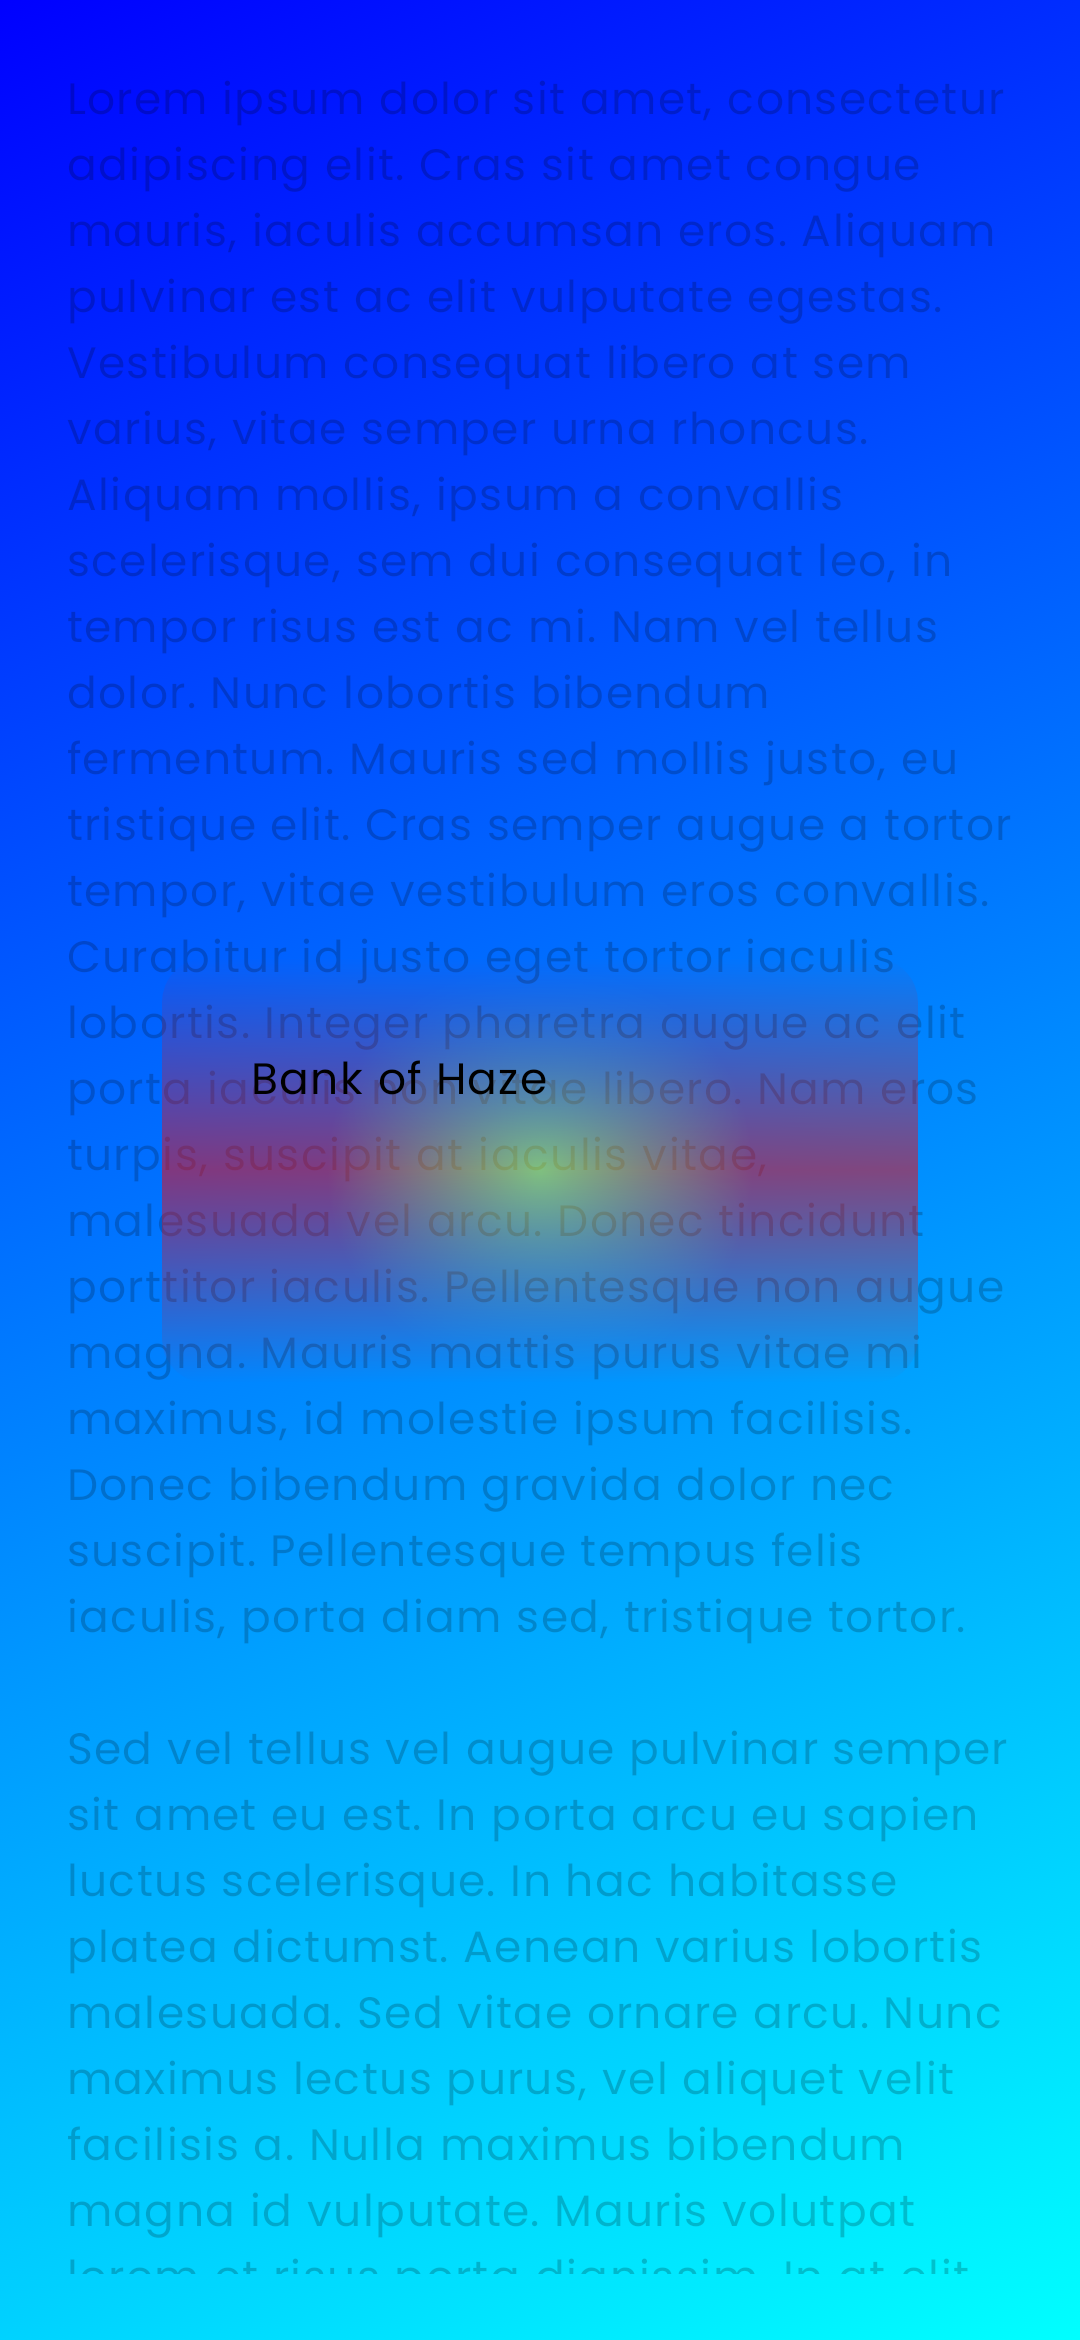 Lorem ipsum dolor sit amet, consectetur
adipiscing elit. Cras sit amet congue
mauris, iaculis accumsan eros. Aliquam
pulvinar est ac elit vulputate egestas.
Vestibulum consequat libero at sem
varius, vitae semper urna rhoncus.
Aliquam mollis, ipsum a convallis
scelerisque, sem dui consequat leo, in
tempor risus est ac mi. Nam vel tellus
dolor. Nunc lobortis bibendum
fermentum. Mauris sed mollis justo, eu
tristique elit. Cras semper augue a tortor
tempor, vitae vestibulum eros convallis.
Curabitur id justo eget tortor iaculis
lobortis. Integer pharetra augue ac elit
Bank of Haze
porta iaculis non vitae libero. Nam eros
turpis, suscipit at iaculis vitae,
malesuada vel arcu. Donec tincidunt
porttitor iaculis. Pellentesque non augue
magna. Mauris mattis purus vitae mi
maximus, id molestie ipsum facilisis.
Donec bibendum gravida dolor nec
suscipit. Pellentesque tempus felis
iaculis, porta diam sed, tristique tortor.
Sed vel tellus vel augue pulvinar semper
sit amet eu est. In porta arcu eu sapien
luctus scelerisque. In hac habitasse
platea dictumst. Aenean varius lobortis
malesuada. Sed vitae ornare arcu. Nunc
maximus lectus purus, vel aliquet velit
facilisis a. Nulla maximus bibendum
magna id vulputate. Mauris volutpat
lorem et risus porta dignissim. In at elit